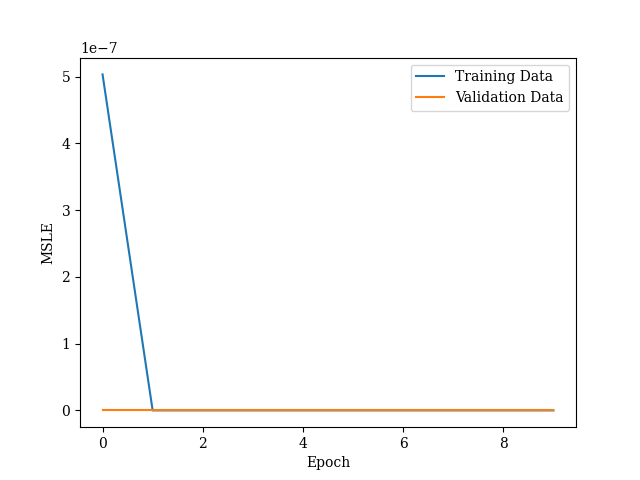 1e−7
5
4
3
2
1
0
MSLE
Training Data
Validation Data
0 2 4 6 8
Epoch